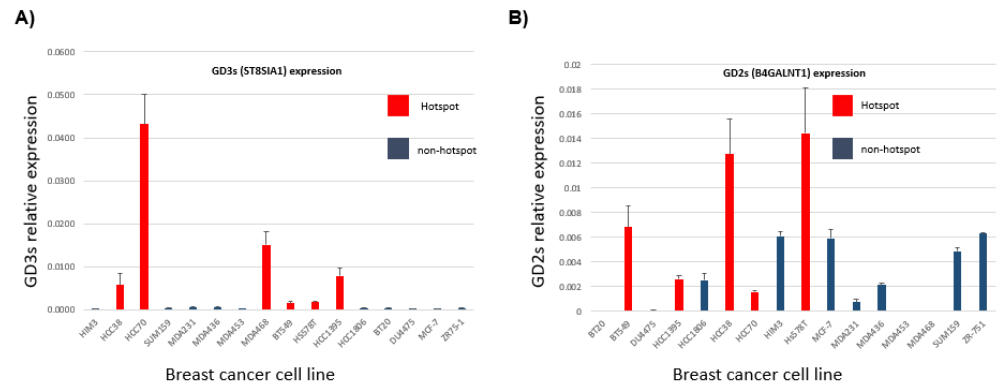 A)
GD3s (ST8SIA1) expression
GD3s relative expression
0.0600
0.0500
0.0400
0.0300
0.0200
0.0100
0.0000
Hotspot
non-hotspot
HIM3
HCC38
HCC70
SUM159
MDA231
MDA436
MDA453
MDA468
BT549
HS578T
HCC1395
HCC1806
BT20
DU4475
MCF-7
ZR75-1
Breast cancer cell line
B)
GD2s (B4GALNT1) expression
GD2s relative expression
0.02
0.018
0.016
0.014
0.012
0.01
0.008
0.006
0.004
0.002
0
Hotspot
non-hotspot
BT20
BT549
DU4475
HCC1395
HCC1806
HCC38
HCC70
HIM3
Hs578T
MCF-7
MDA231
MDA436
MDA453
MDA468
SUM159
ZR-751
Breast cancer cell line